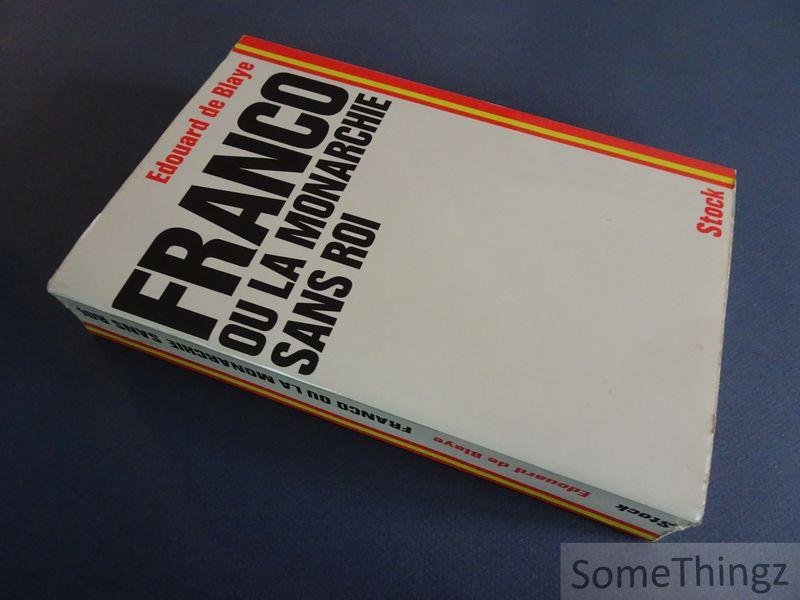 Edouard de Blaye
FRANCO
OU LA MONARCHIE
SANS ROI
Stock
FRANCO OU LA MONARCHIE SANS ROI
Edouard de Blaye
Stock
SomeThingz